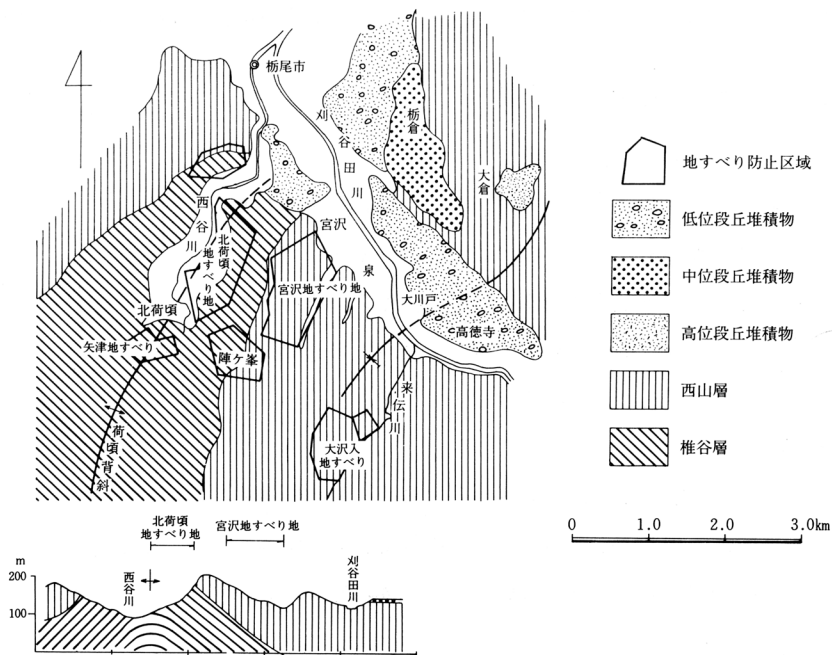 栃尾市
刈谷田川
栃倉
大倉
西谷川
北荷頃地すべり地
宮沢
宮沢地すべり地
泉
大川戸
高徳寺
北荷頃
矢津地すべり
陣ケ峯
荷頃背斜
来伝川
大沢入
地すべり
地すべり防止区域
低位段丘堆積物
中位段丘堆積物
高位段丘堆積物
西山層
椎谷層
0 1.0 2.0 3.0km
北荷頃
地すべり地
宮沢地すべり地
m
200
100
西谷川
刈谷田川